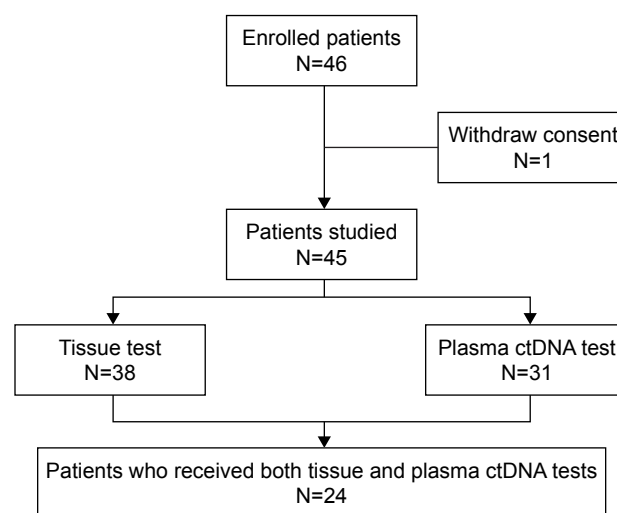 Enrolled patients
N=46
Withdraw consent
N=1
Patients studied
N=45
Tissue test
N=38
Plasma ctDNA test
N=31
Patients who received both tissue and plasma ctDNA tests
N=24